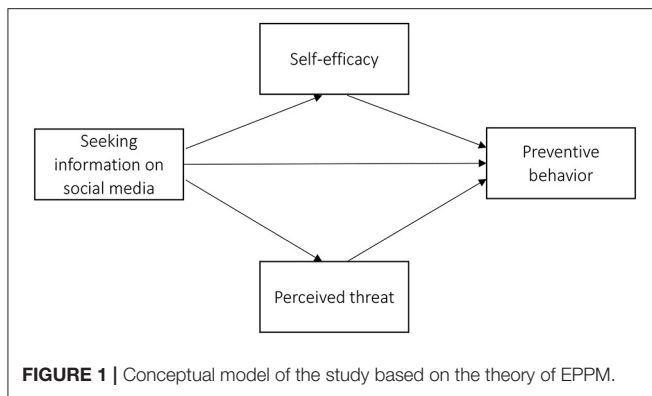 Self-efficacy
Seeking
information on
social media
Preventive
behavior
Perceived threat
FIGURE 1 | Conceptual model of the study based on the theory of EPPM.